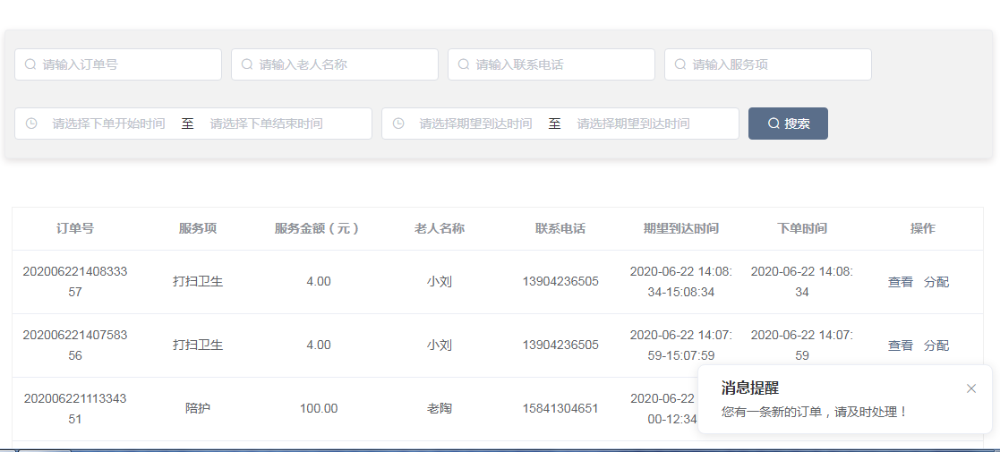 请输入订单号 请输入老人名称 请输入联系电话 请输入服务项
请选择下单开始时间 至 请选择下单结束时间 请选择期望到达时间 至 请选择期望到达时间 搜索
订单号 服务项 服务金额（元） 老人名称 联系电话 期望到达时间 下单时间 操作
202006221408333 2020-06-22 14:08: 2020-06-22 14:08:
打扫卫生 4.00 小刘 13904236505 查看 分配
57 34-15:08:34 34
202006221407583 2020-06-22 14:07: 2020-06-22 14:07:
打扫卫生 4.00 小刘 13904236505 查看 分配
56 59-15:07:59 59
202006221113343 2020-06-22
陪护 100.00 老陶 15841304651
51 00-12:34
消息提醒
您有一条新的订单，请及时处理！